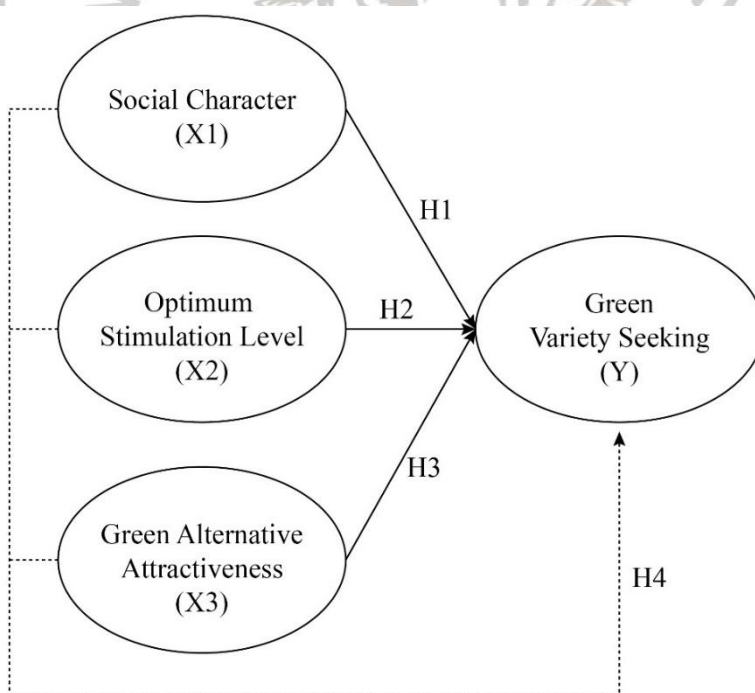 Social Character
(X1)
H1
Optimum
Stimulation Level
(X2)
H2
Green
Variety Seeking
(Y)
H3
Green Alternative
Attractiveness
(X3)
H4